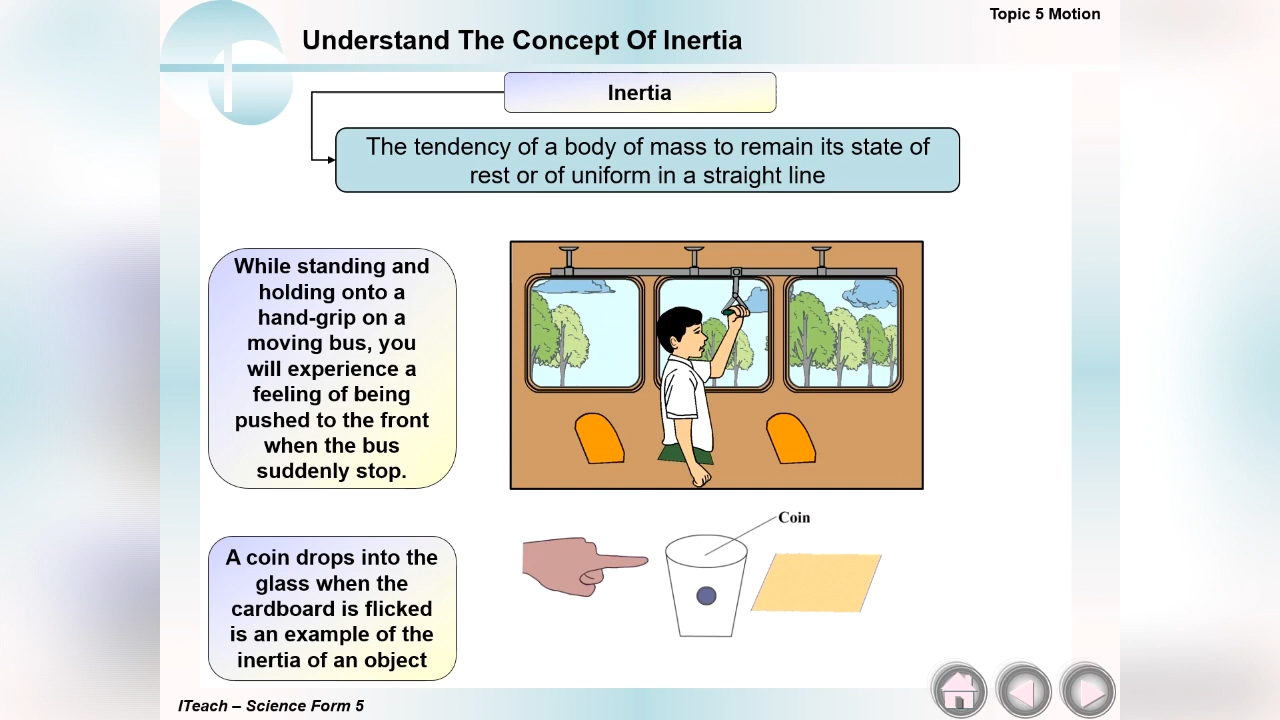 Topic 5 Motion
Understand The Concept Of Inertia
Inertia
The tendency of a body of mass to remain its state of
rest or of uniform in a straight line
While standing and
holding onto a
hand-grip on a
moving bus, you
will experience a
feeling of being
pushed to the front
when the bus
suddenly stop.
Coin
A coin drops into the
glass when the
cardboard is flicked
is an example of the
inertia of an object
ITeach – Science Form 5